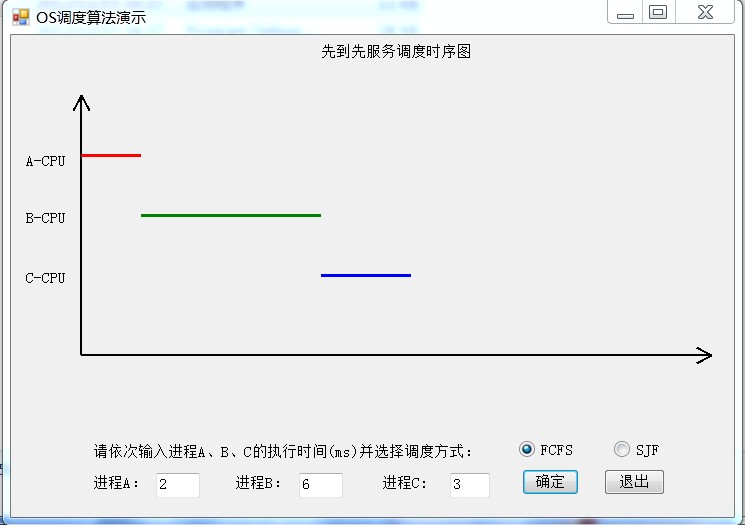 OS调度算法演示
先到先服务调度时序图
A-CPU
B-CPU
C-CPU
请依次输入进程A、B、C的执行时间(ms)并选择调度方式：
FCFS
SJF
进程A：
2
进程B：
6
进程C：
3
确定
退出